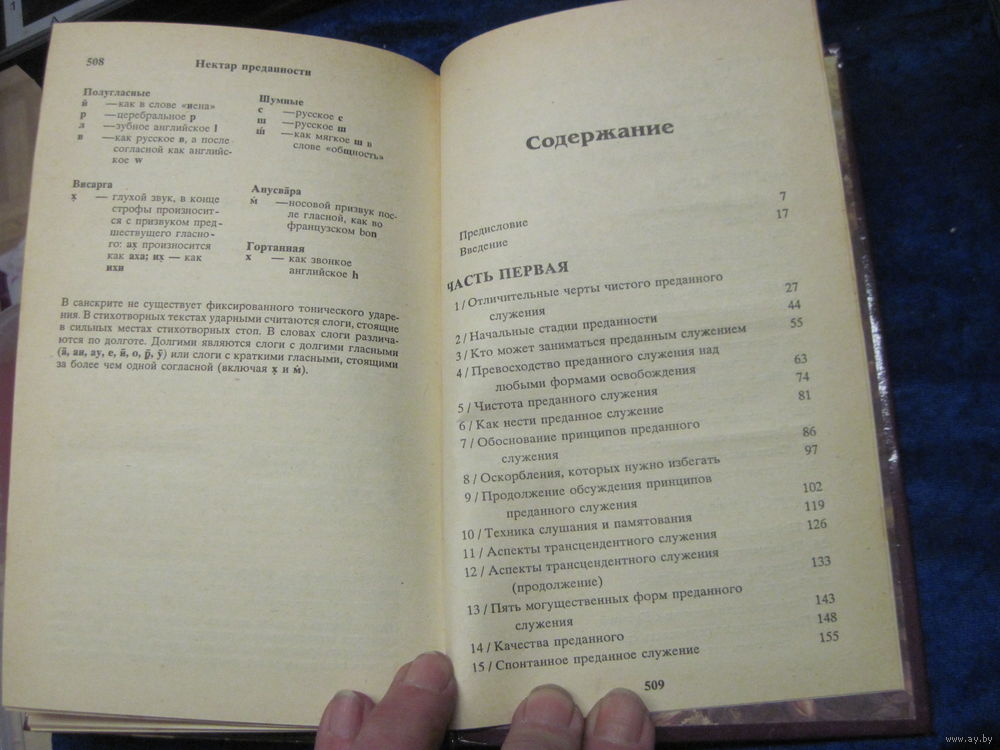 508
Нектар преданности
Полугласные
й —как в слове «иена»
р —церебральное р
л —зубное английское l
в —как русское в, а после
согласной как английс-
кое w
Шумные
с —русское с
ш —русское ш
ш́ —как мягкое ш в
слове «общность»
Висарга
х̣ — глухой звук, в конце
строфы произносит-
ся с призвуком пред-
шествущего гласно-
го: ах̣ произносится
как аха; их̣ — как
ихи
Анусва̄ра
м̇ —носовой призвук пос-
ле гласной, как во
французском bon
Гортанная
х — как звонкое
английское h
В санскрите не существует фиксированного тонического ударе-
ния. В стихотворных текстах ударными считаются слоги, стоящие
в сильных местах стихотворных стоп. В словах слоги различа-
ются по долготе. Долгими являются слоги с долгими гласными
(а̄, аи, ау, е, ӣ, о, р̣̄, ӯ) или слоги с краткими гласными, стоящими
за более чем одной согласной (включая х̣ и м̇).
Содержание
Предисловие 7
Введение 17
ЧАСТЬ ПЕРВАЯ
1 / Отличительные черты чистого преданного
служения 27
2 / Начальные стадии преданности 44
3 / Кто может заниматься преданным служением 55
4 / Превосходство преданного служения над
любыми формами освобождения 63
5 / Чистота преданного служения 74
6 / Как нести преданное служение 81
7 / Обоснование принципов преданного
служения 86
8 / Оскорбления, которых нужно избегать 97
9 / Продолжение обсуждения принципов
преданного служения 102
10 / Техника слушания и памятования 119
11 / Аспекты трансцендентного служения 126
12 / Аспекты трансцендентного служения
(продолжение) 133
13 / Пять могущественных форм преданного
служения 143
14 / Качества преданного 148
15 / Спонтанное преданное служение 155
509
www.ay.by